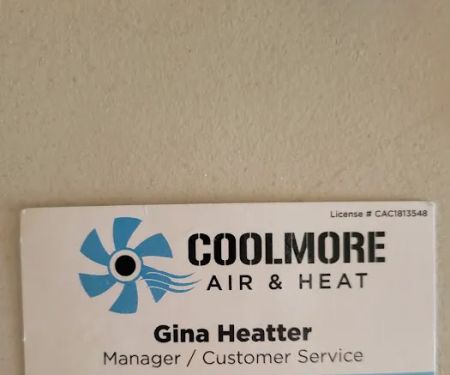 License # CAC1813548
COOLMORE
AIR & HEAT
Gina Heatter
Manager / Customer Service